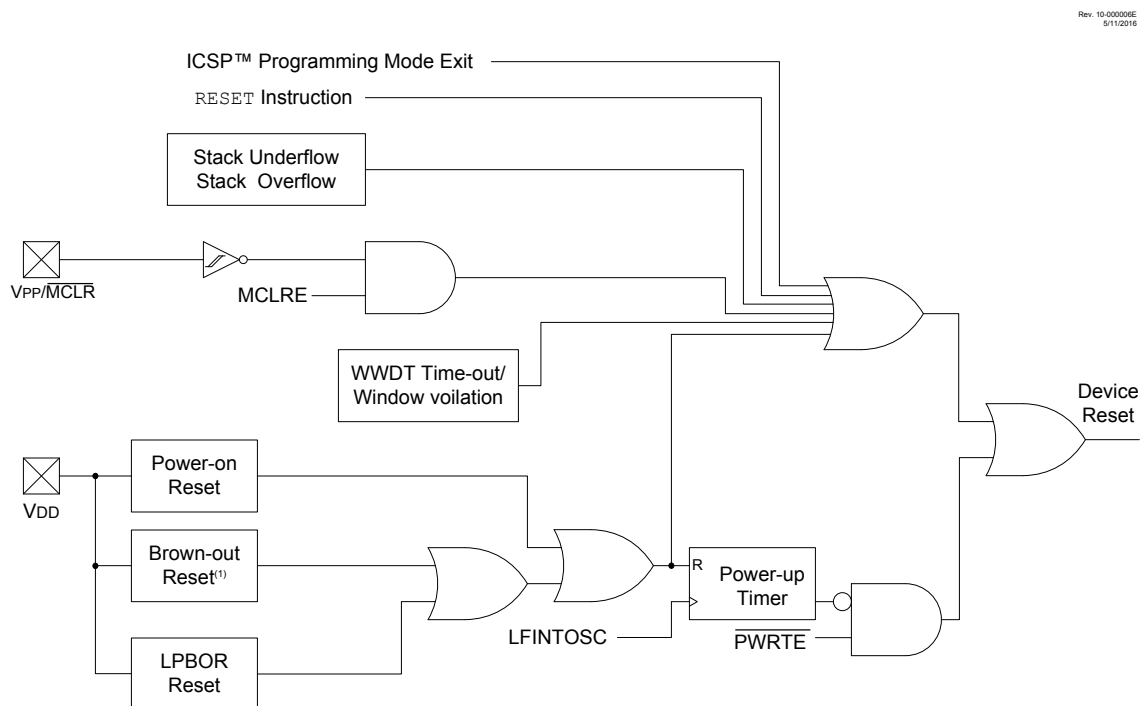 Rev. 10-000006E
5/11/2016
ICSP™ Programming Mode Exit
RESET Instruction
Stack Underflow
Stack Overflow
VPP/MCLR
MCLRE
WWDT Time-out/
Window voilation
Device
Reset
Power-on
Reset
VDD
Brown-out
Reset(1)
R
Power-up
Timer
LFINTOSC
PWRTE
LPBOR
Reset